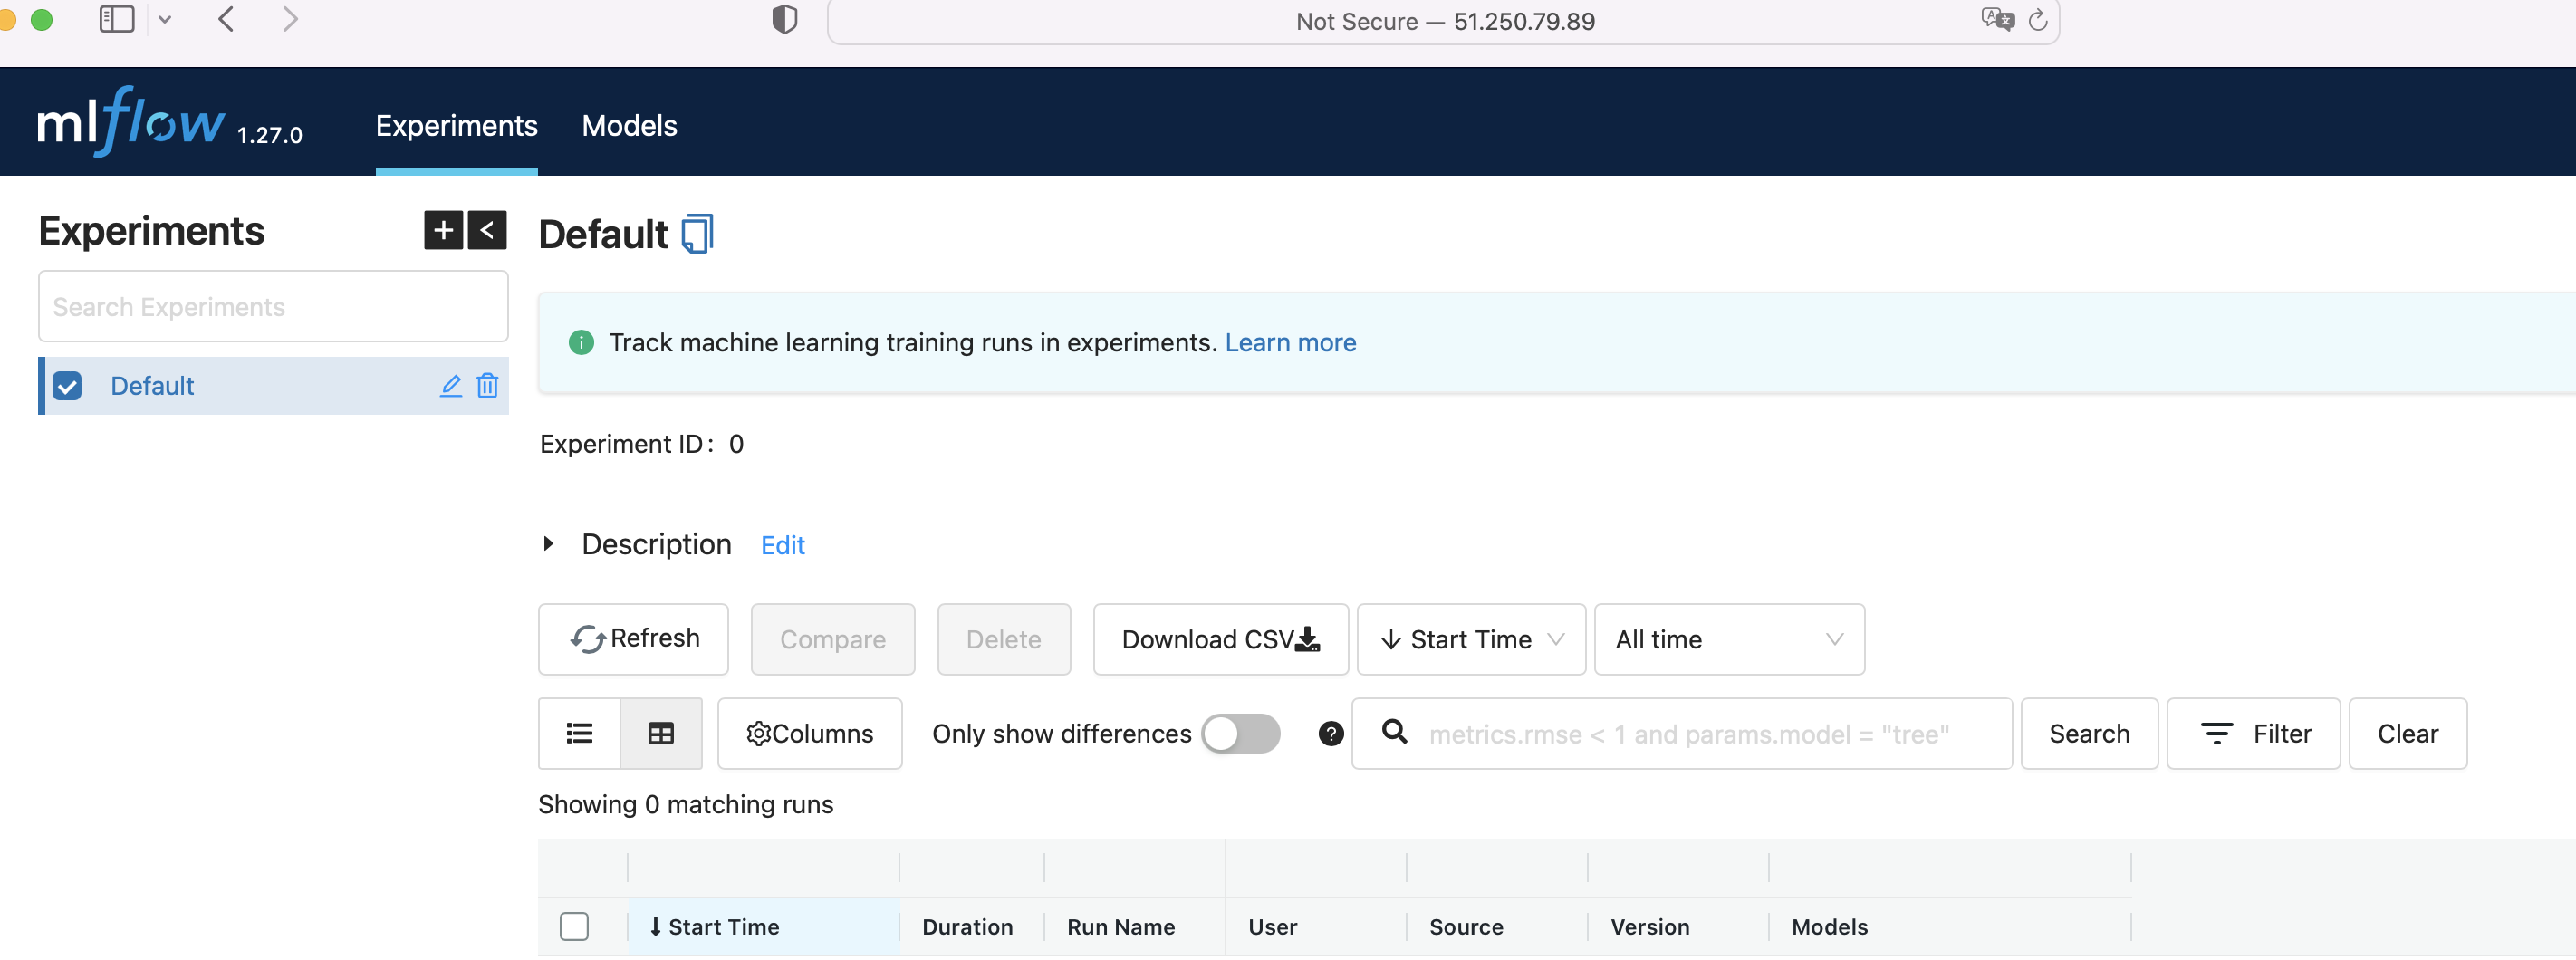 Not Secure — 51.250.79.89
mlflow 1.27.0 Experiments Models
Experiments
Default
Search Experiments
Track machine learning training runs in experiments. Learn more
Default
Experiment ID: 0
Description Edit
Refresh Compare Delete Download CSV Start Time All time
Columns Only show differences metrics.rmse < 1 and params.model = "tree" Search Filter Clear
Showing 0 matching runs
Start Time Duration Run Name User Source Version Models